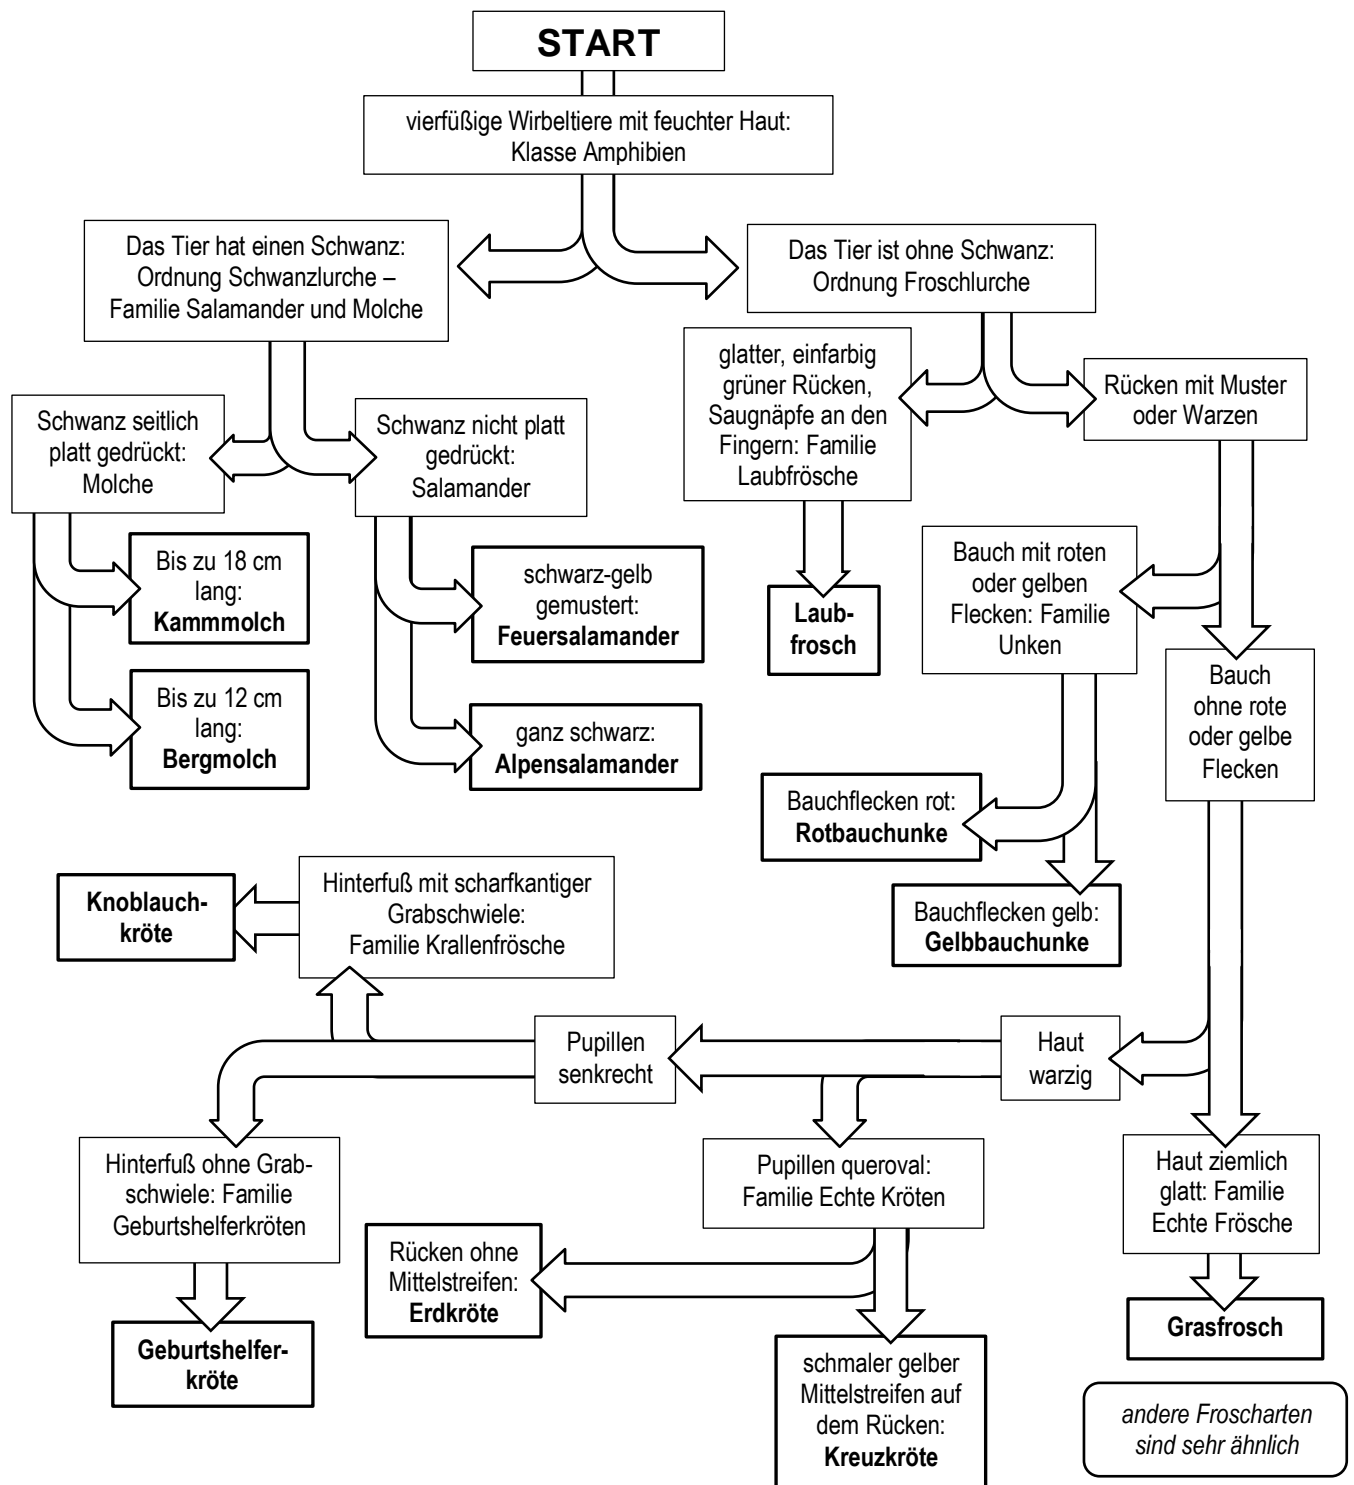 START
vierfüßige Wirbeltiere mit feuchter Haut:
Klasse Amphibien
Das Tier hat einen Schwanz:
Ordnung Schwanzlurche –
Familie Salamander und Molche
Das Tier ist ohne Schwanz:
Ordnung Froschlurche
Schwanz seitlich
platt gedrückt:
Molche
Schwanz nicht platt
gedrückt:
Salamander
glatter, einfarbig
grüner Rücken,
Saugnäpfe an den
Fingern: Familie
Laubfrösche
Rücken mit Muster
oder Warzen
Bis zu 18 cm
lang:
Kammmolch
schwarz-gelb
gemustert:
Feuersalamander
Laub-
frosch
Bauch mit roten
oder gelben
Flecken: Familie
Unken
Bauch
ohne rote
oder gelbe
Flecken
Bis zu 12 cm
lang:
Bergmolch
ganz schwarz:
Alpensalamander
Bauchflecken rot:
Rotbauchunke
Bauchflecken gelb:
Gelbbauchunke
Knoblauch-
kröte
Hinterfuß mit scharfkantiger
Grabschwiele:
Familie Krallenfrösche
Pupillen
senkrecht
Haut
warzig
Hinterfuß ohne Grab-
schwiele: Familie
Geburtshelferkröten
Pupillen queroval:
Familie Echte Kröten
Haut ziemlich
glatt: Familie
Echte Frösche
Rücken ohne
Mittelstreifen:
Erdkröte
Grasfrosch
Geburtshelfer-
kröte
schmaler gelber
Mittelstreifen auf
dem Rücken:
Kreuzkröte
andere Froscharten
sind sehr ähnlich